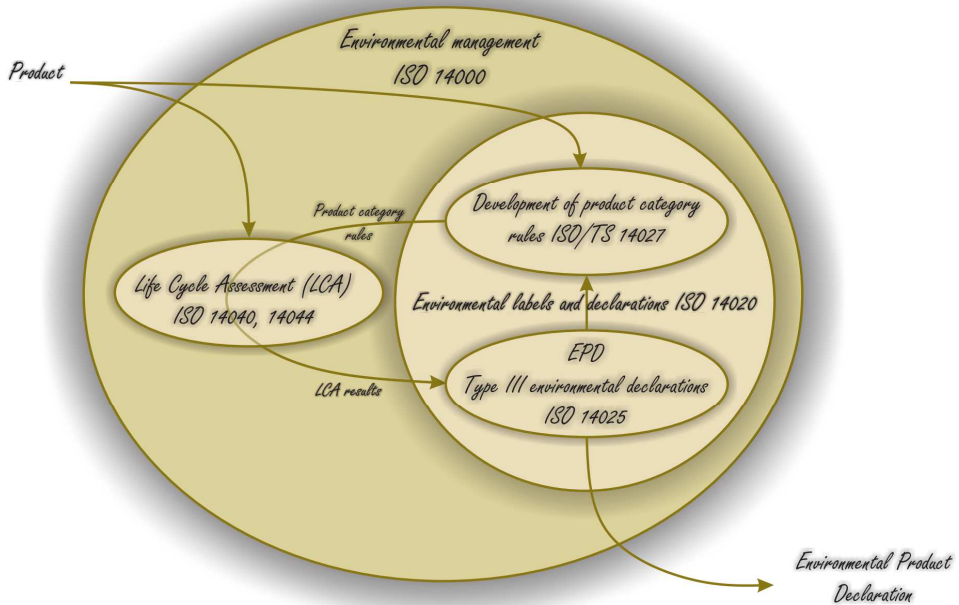 Environmental management
ISO 14000
Product
Development of product category
rules ISO/TS 14027
Product category
rules
Life Cycle Assessment (LCA)
ISO 14040, 14044
Environmental labels and declarations ISO 14020
EPD
Type III environmental declarations
ISO 14025
LCA results
Environmental Product
Declaration